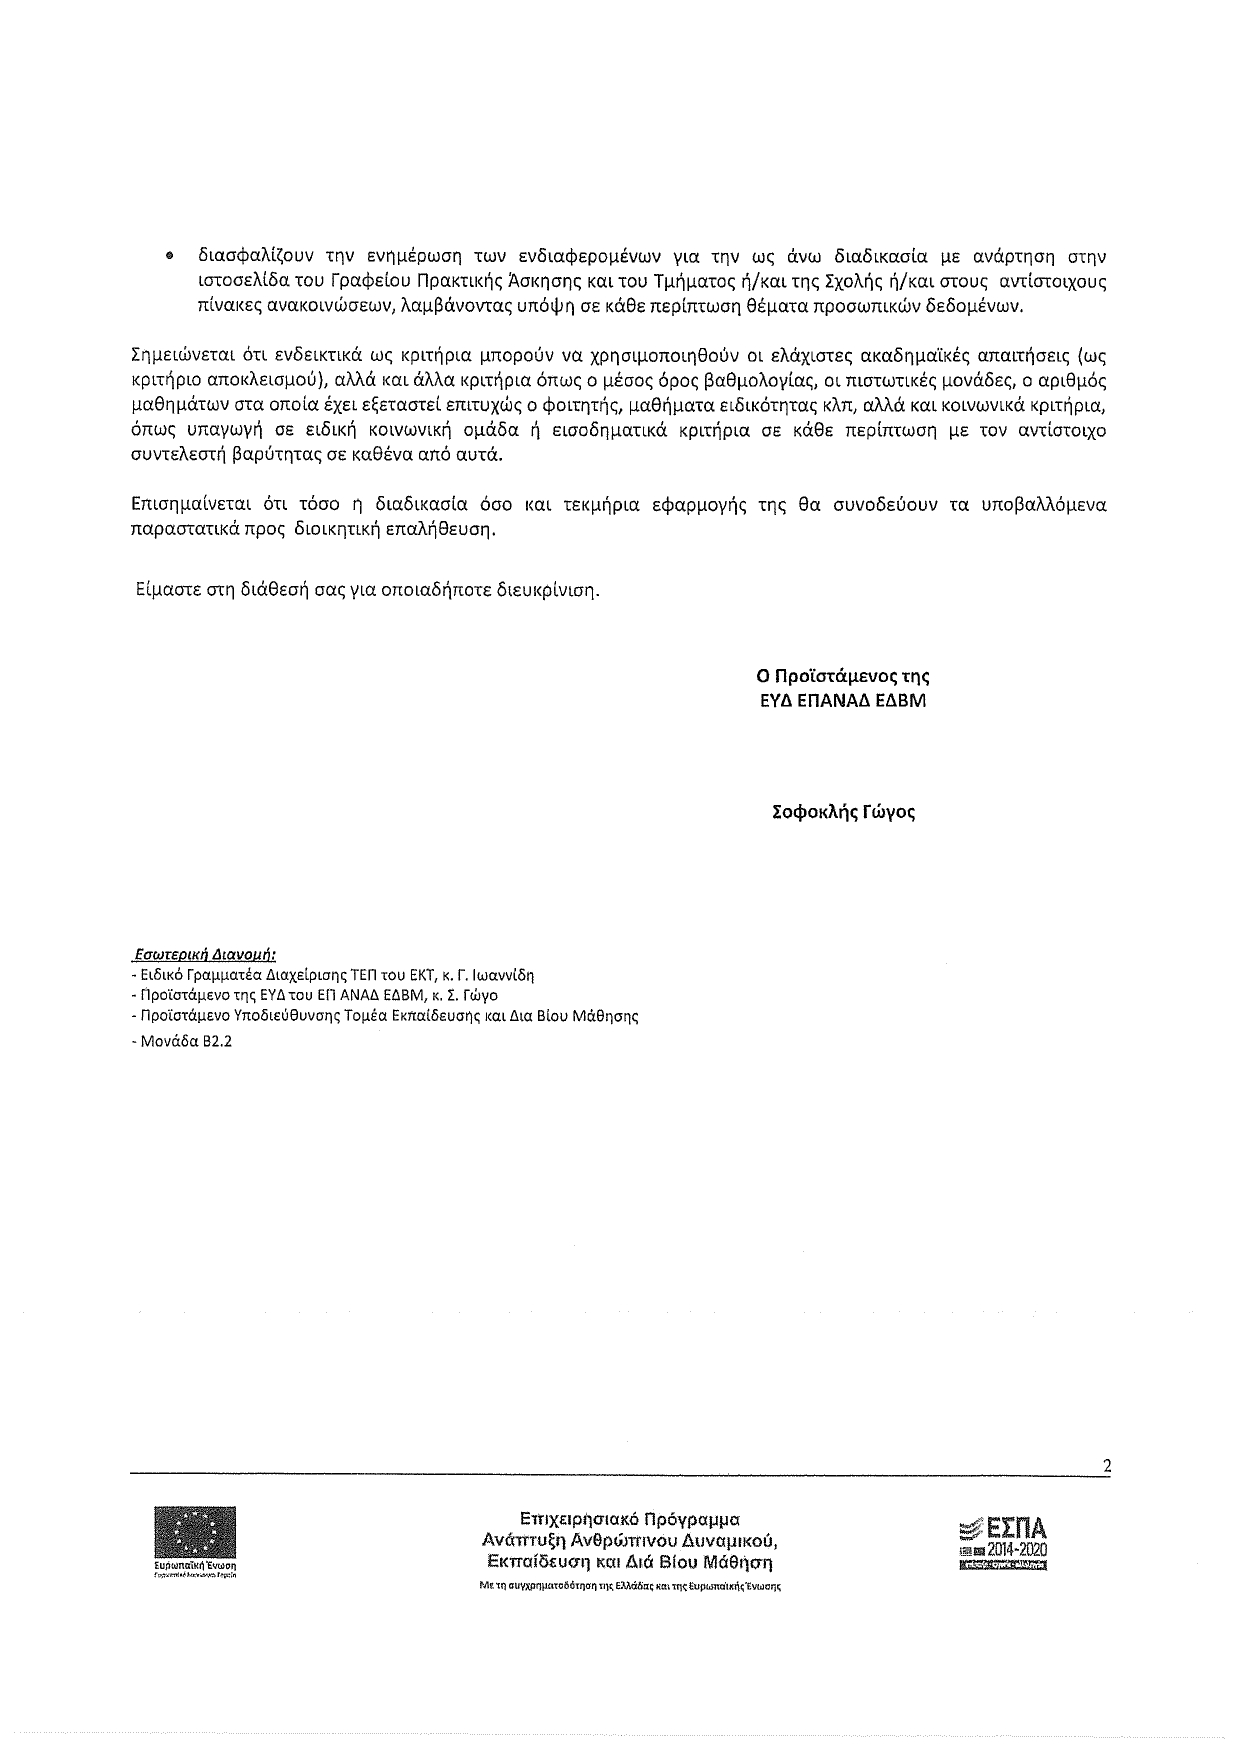 • διασφαλίζουν την ενημέρωση των ενδιαφερομένων για την ως άνω διαδικασία με ανάρτηση στην
ιστοσελίδα του Γραφείου Πρακτικής Άσκησης και του Τμήματος ή/και της Σχολής ή/και στους αντίστοιχους
πίνακες ανακοινώσεων, λαμβάνοντας υπόψη σε κάθε περίπτωση θέματα προσωπικών δεδομένων.
Σημειώνεται ότι ενδεικτικά ως κριτήρια μπορούν να χρησιμοποιηθούν οι ελάχιστες ακαδημαϊκές απαιτήσεις (ως
κριτήριο αποκλεισμού), αλλά και άλλα κριτήρια όπως ο μέσος όρος βαθμολογίας, οι πιστωτικές μονάδες, ο αριθμός
μαθημάτων στα οποία έχει εξεταστεί επιτυχώς ο φοιτητής, μαθήματα ειδικότητας κλπ, αλλά και κοινωνικά κριτήρια,
όπως υπαγωγή σε ειδική κοινωνική ομάδα ή εισοδηματικά κριτήρια σε κάθε περίπτωση με τον αντίστοιχο
συντελεστή βαρύτητας σε καθένα από αυτά.
Επισημαίνεται ότι τόσο η διαδικασία όσο και τεκμήρια εφαρμογής της θα συνοδεύουν τα υποβαλλόμενα
παραστατικά προς διοικητική επαλήθευση.
Είμαστε στη διάθεσή σας για οποιαδήποτε διευκρίνιση.
Ο Προϊστάμενος της
ΕΥΔ ΕΠΑΝΑΔ ΕΔΒΜ
Σοφοκλής Γώγος
Εσωτερική Διανομή:
- Ειδικό Γραμματέα Διαχείρισης ΤΕΠ του ΕΚΤ, κ. Γ. Ιωαννίδη
- Προϊστάμενο της ΕΥΔ του ΕΠ ΑΝΑΔ ΕΔΒΜ, κ. Σ. Γώγο
- Προϊστάμενο Υποδιεύθυνσης Τομέα Εκπαίδευσης και Δια Βίου Μάθησης
- Μονάδα Β2.2
2
Ευρωπαϊκή Ένωση
Ευρωπαϊκό Κοινωνικό Ταμείο
Επιχειρησιακό Πρόγραμμα
Ανάπτυξη Ανθρώπινου Δυναμικού,
Εκπαίδευση και Διά Βίου Μάθηση
Με τη συγχρηματοδότηση της Ελλάδας και της Ευρωπαϊκής Ένωσης
ΕΣΠΑ
2014-2020